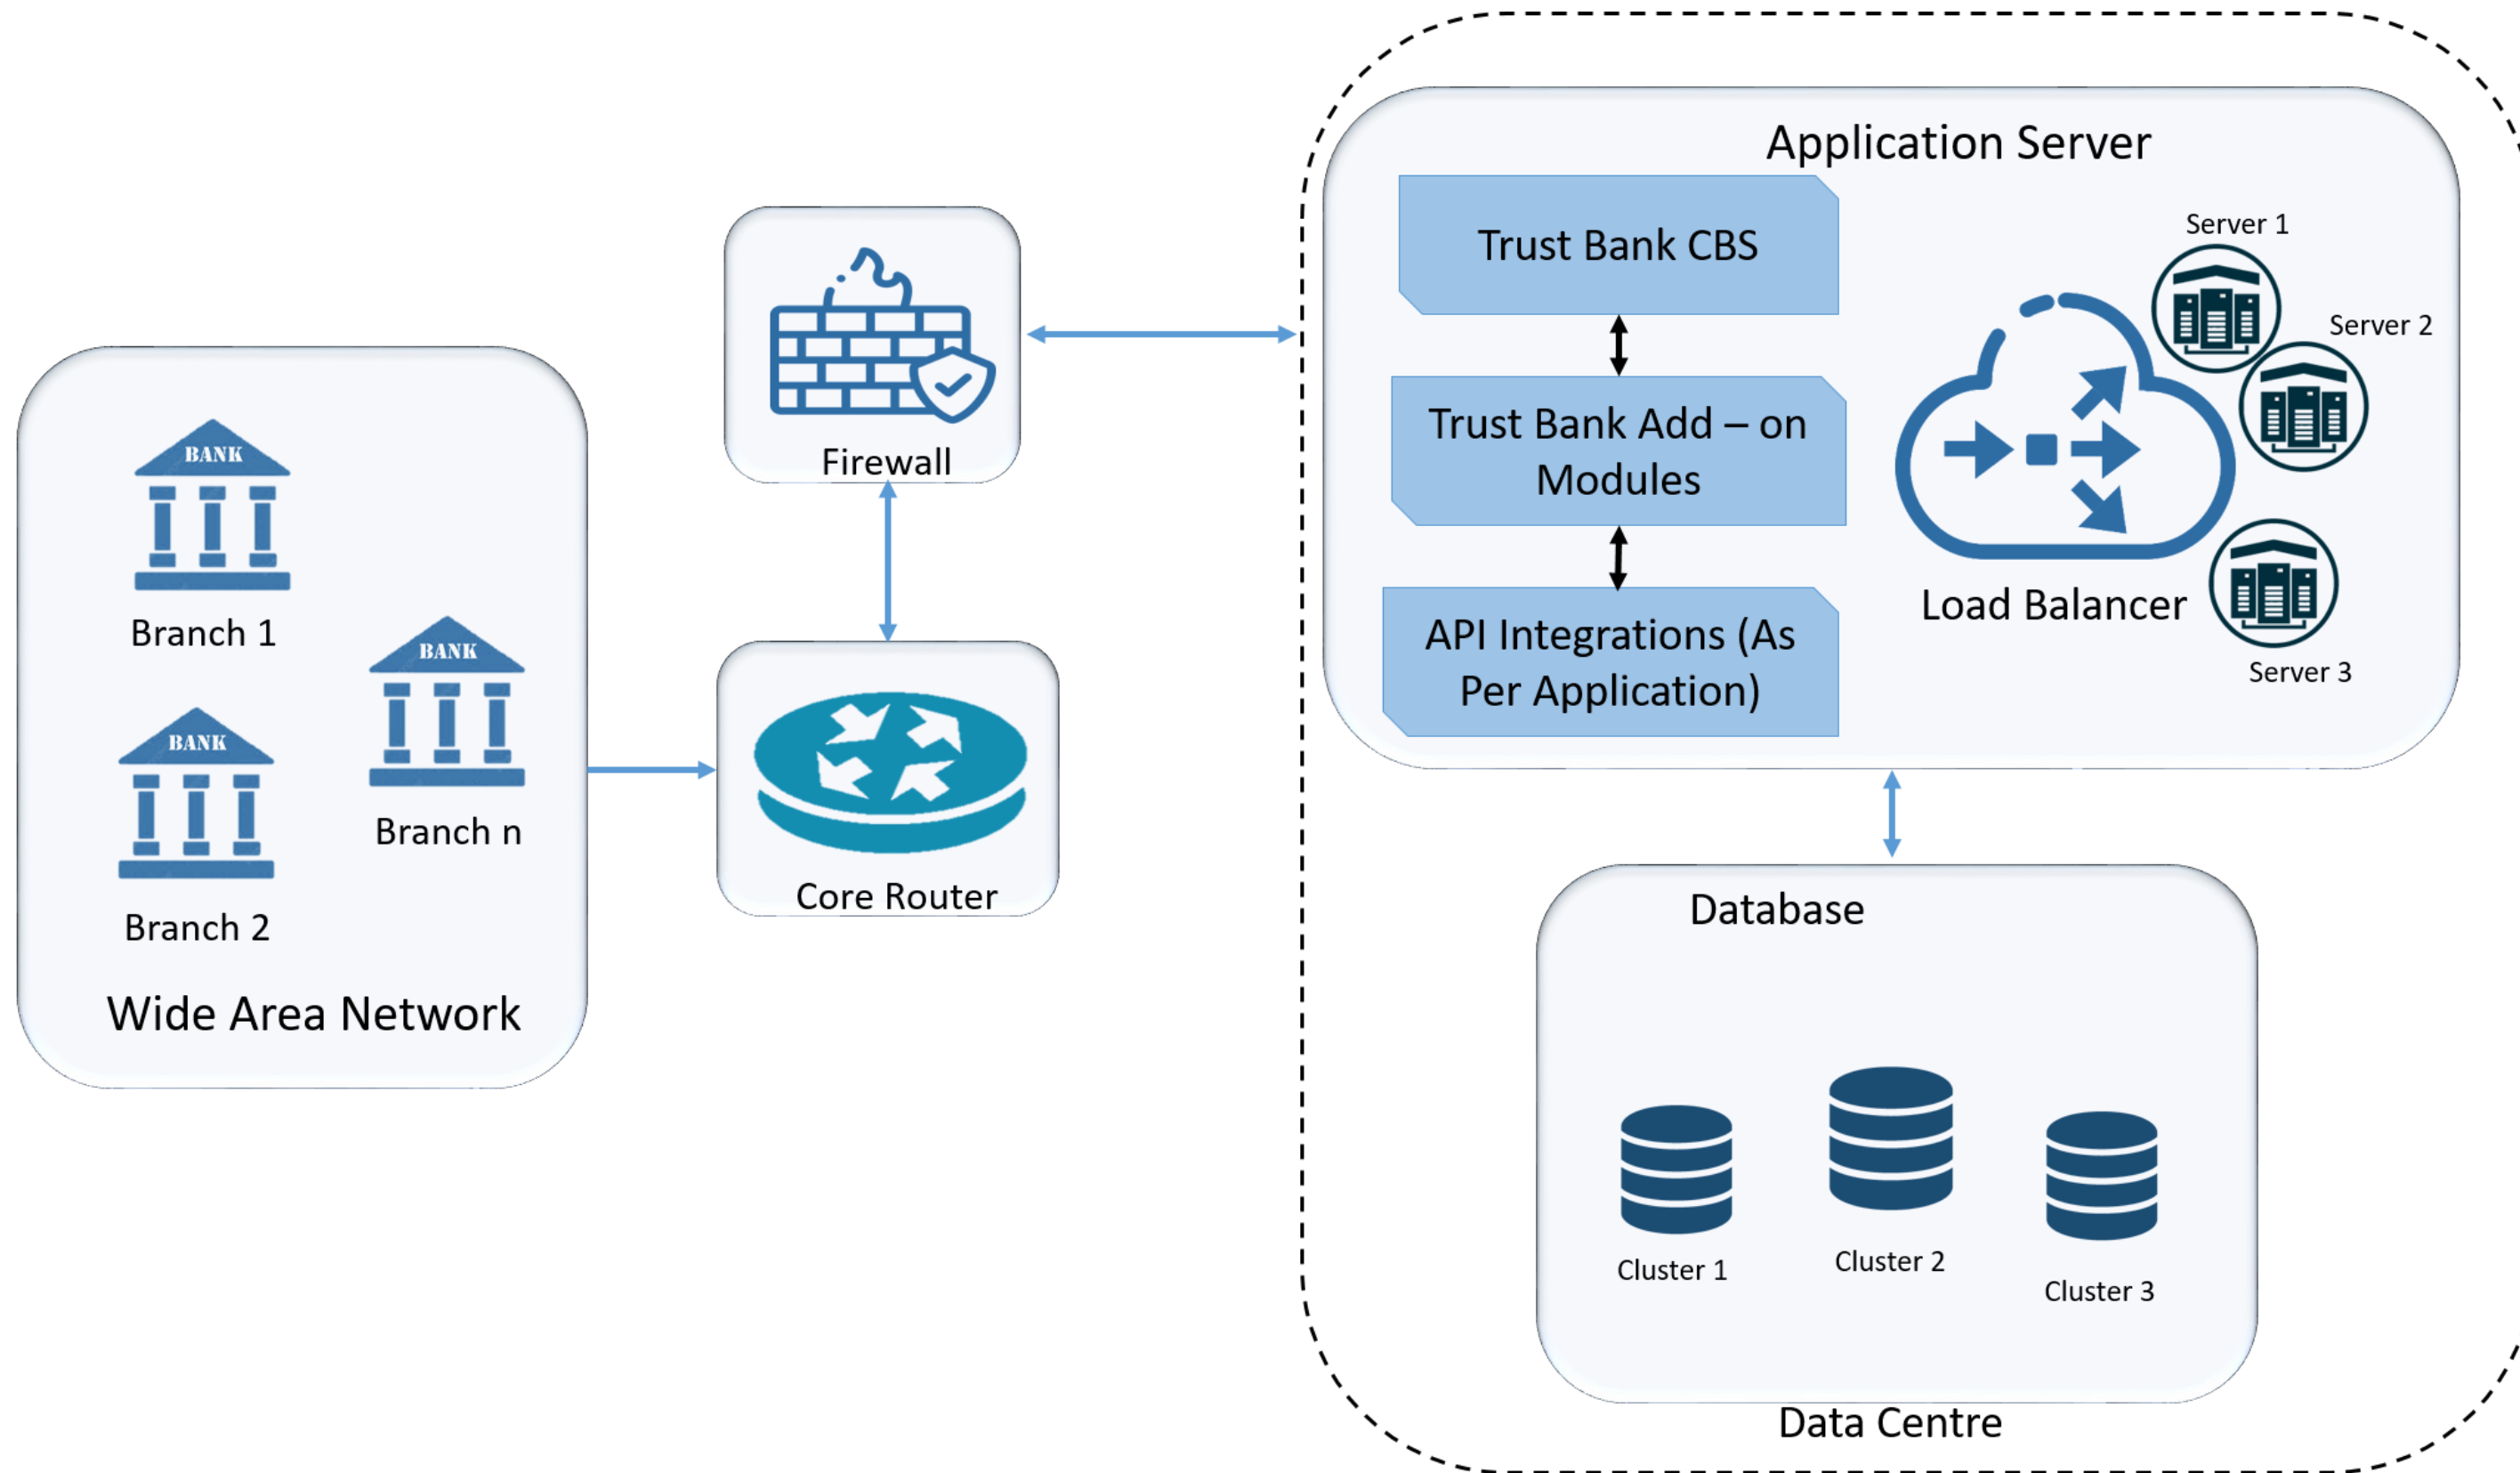 BANK
Branch 1
BANK
Branch n
BANK
Branch 2
Wide Area Network
Firewall
Core Router
Application Server
Trust Bank CBS
Trust Bank Add – on
Modules
API Integrations (As
Per Application)
Server 1
Server 2
Load Balancer
Server 3
Database
Cluster 1
Cluster 2
Cluster 3
Data Centre